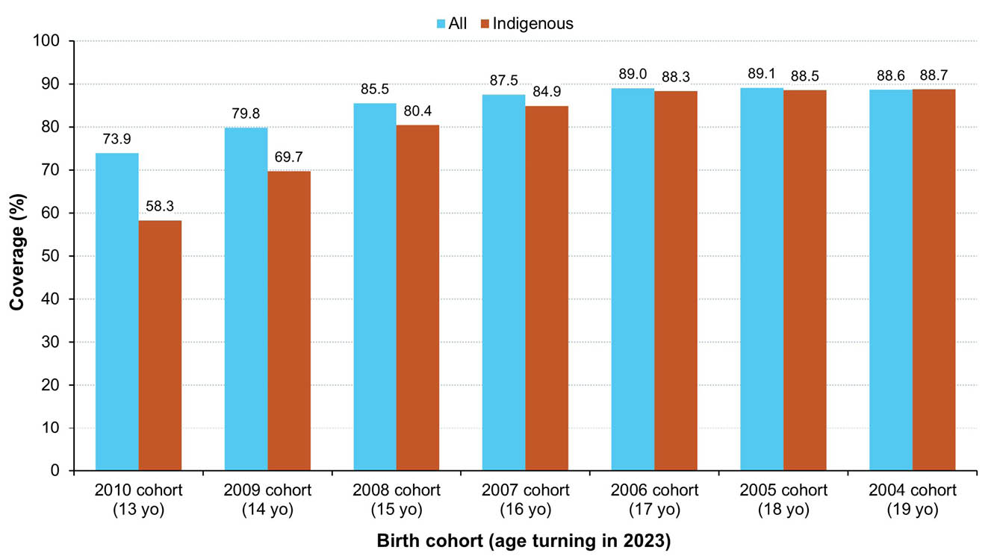 All Indigenous
100
90
80
70
60
50
40
30
20
10
0
Coverage (%)
73.9
58.3
79.8
69.7
85.5
80.4
87.5
84.9
89.0
88.3
89.1
88.5
88.6
88.7
2010 cohort
(13 yo)
2009 cohort
(14 yo)
2008 cohort
(15 yo)
2007 cohort
(16 yo)
2006 cohort
(17 yo)
2005 cohort
(18 yo)
2004 cohort
(19 yo)
Birth cohort (age turning in 2023)